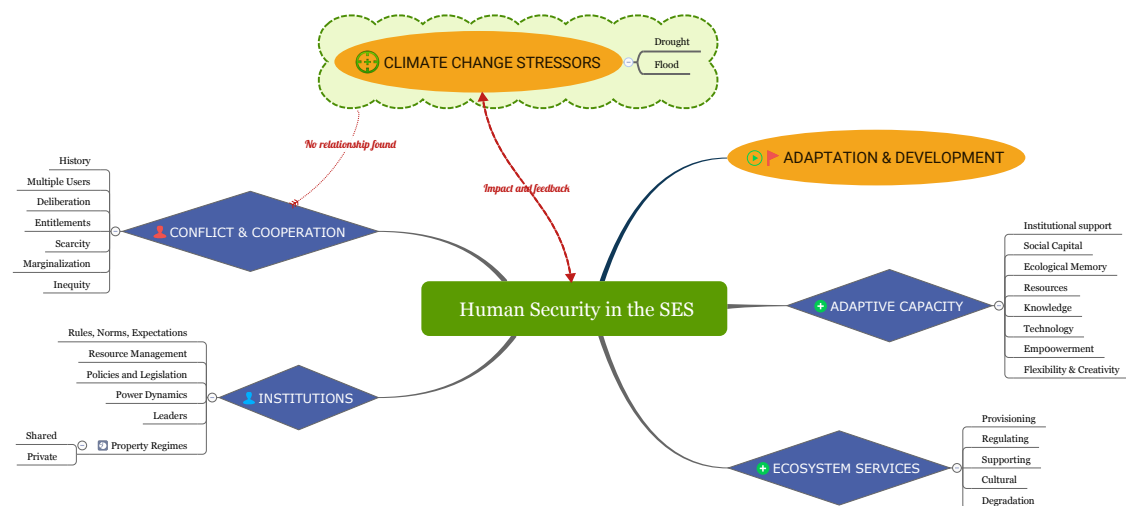 CLIMATE CHANGE STRESSORS
Drought
Flood
No relationship found
Impact and feedback
ADAPTATION & DEVELOPMENT
History
Multiple Users
Deliberation
Entitlements
Scarcity
Marginalization
Inequity
CONFLICT & COOPERATION
Human Security in the SES
ADAPTIVE CAPACITY
Institutional support
Social Capital
Ecological Memory
Resources
Knowledge
Technology
Empoowerment
Flexibility & Creativity
Rules, Norms, Expectations
Resource Management
Policies and Legislation
Power Dynamics
Leaders
Property Regimes
Shared
Private
INSTITUTIONS
ECOSYSTEM SERVICES
Provisioning
Regulating
Supporting
Cultural
Degradation